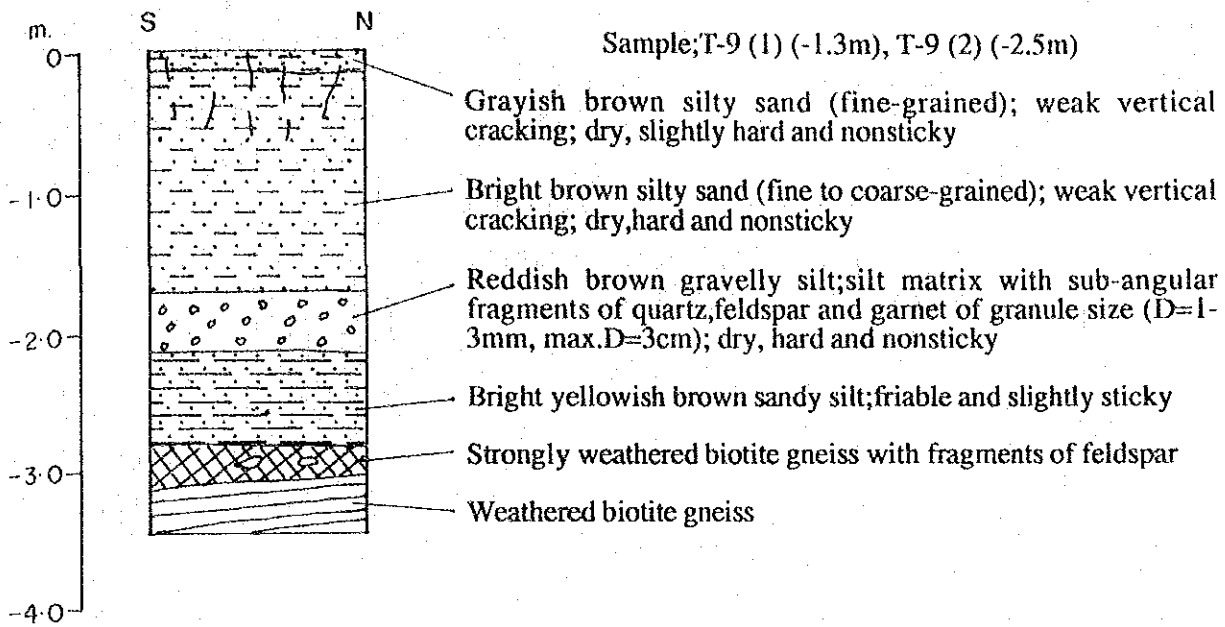 m.
S N
Sample;T-9 (1) (-1.3m), T-9 (2) (-2.5m)
0
Grayish brown silty sand (fine-grained); weak vertical
cracking; dry, slightly hard and nonsticky
-1·0
Bright brown silty sand (fine to coarse-grained); weak vertical
cracking; dry,hard and nonsticky
Reddish brown gravelly silt;silt matrix with sub-angular
fragments of quartz,feldspar and garnet of granule size (D=1-
3mm, max.D=3cm); dry, hard and nonsticky
-2·0
Bright yellowish brown sandy silt;friable and slightly sticky
Strongly weathered biotite gneiss with fragments of feldspar
-3·0
Weathered biotite gneiss
-4·0